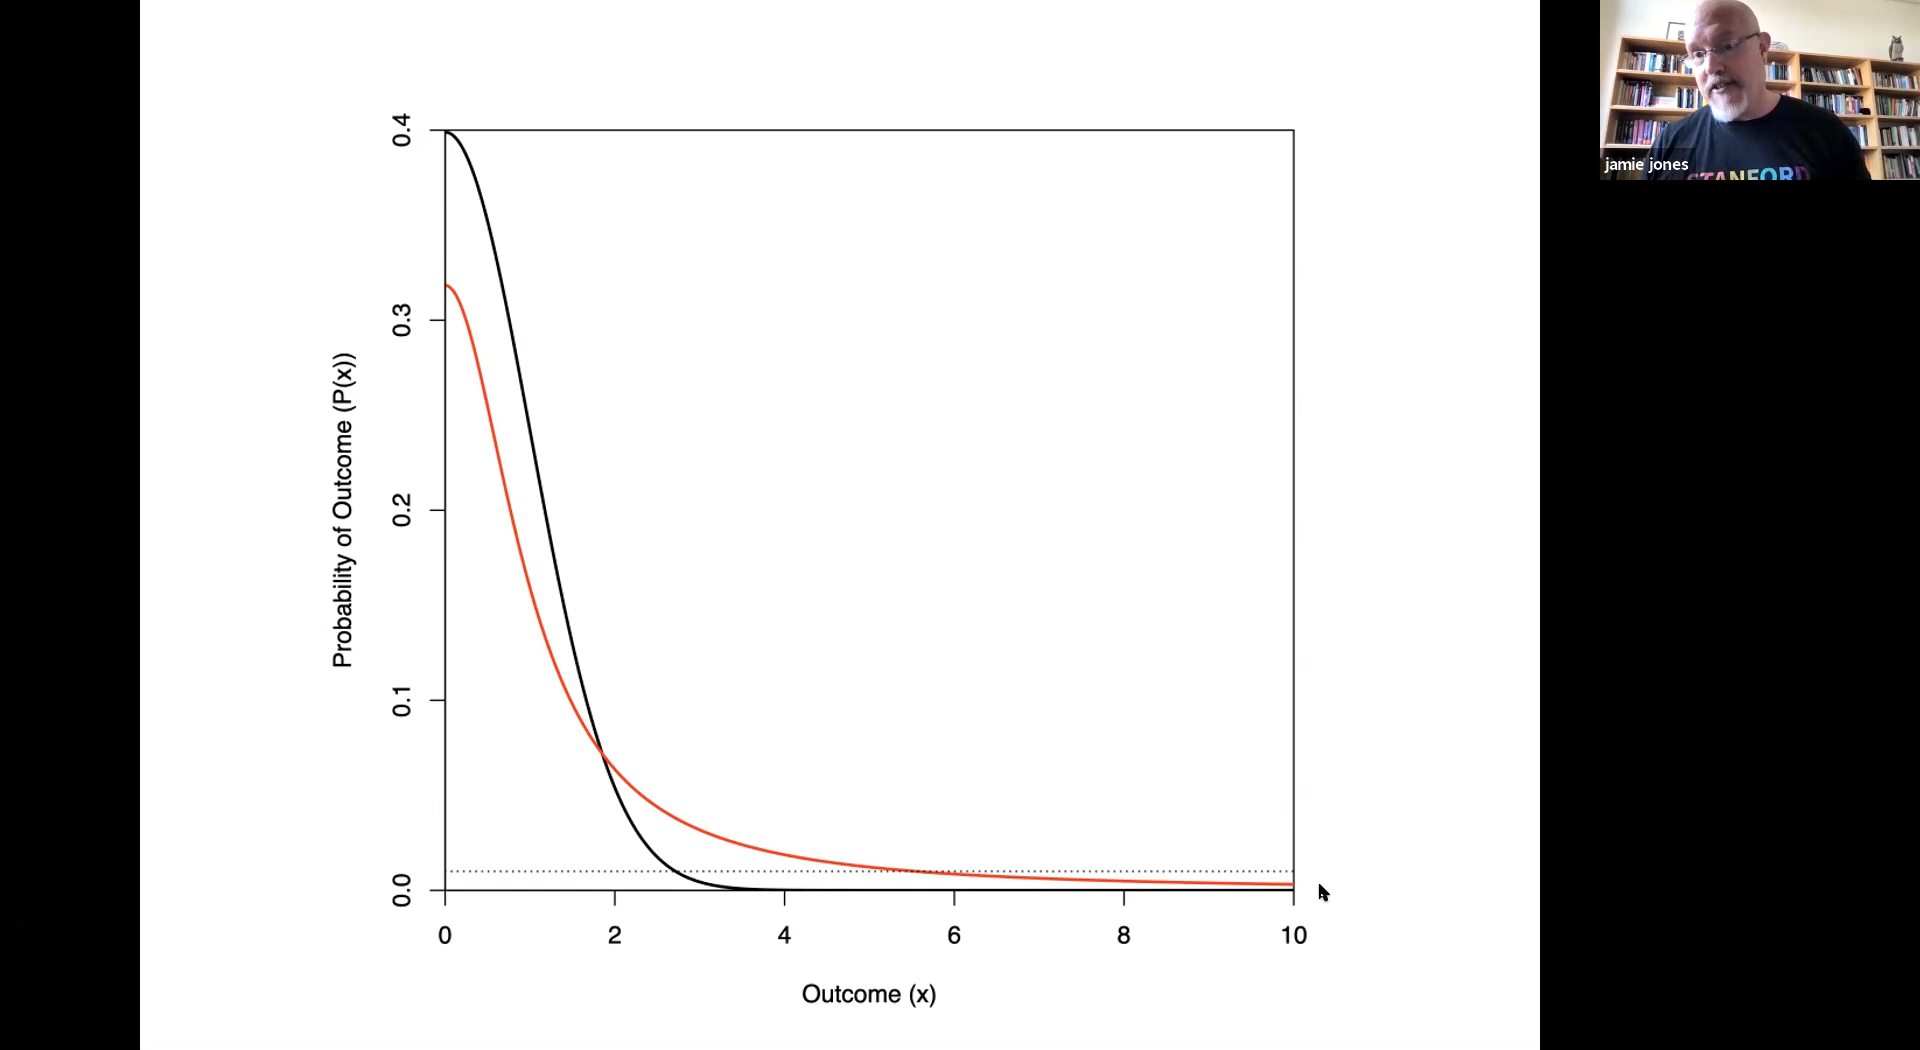 0.4
0.3
0.2
0.1
0.0
Probability of Outcome (P(x))
0 2 4 6 8 10
Outcome (x)
jamie jones
STANFORD